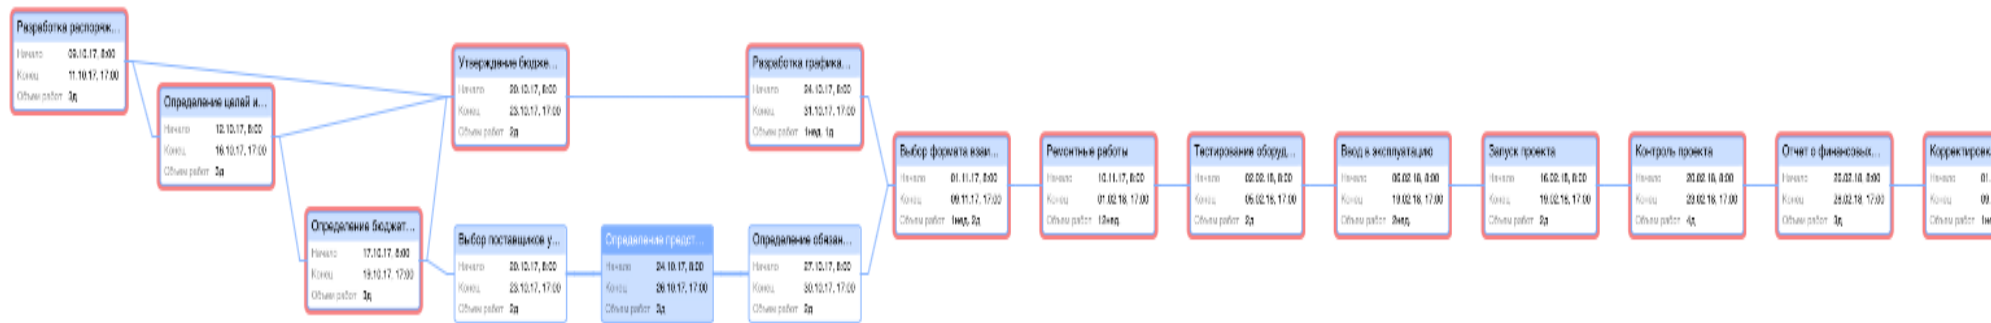 Разработка распоряж...
Начало 09.10.17, 8:00
Конец 11.10.17, 17:00
Объем работ 3д
Определение целей и...
Начало 12.10.17, 8:00
Конец 16.10.17, 17:00
Объем работ 3д
Определение бюджет...
Начало 17.10.17, 8:00
Конец 19.10.17, 17:00
Объем работ 3д
Утверждение бюдже...
Начало 20.10.17, 8:00
Конец 23.10.17, 17:00
Объем работ 2д
Выбор поставщиков у...
Начало 20.10.17, 8:00
Конец 23.10.17, 17:00
Объем работ 2д
Определение предст...
Начало 24.10.17, 8:00
Конец 26.10.17, 17:00
Объем работ 3д
Разработка графика...
Начало 24.10.17, 8:00
Конец 31.10.17, 17:00
Объем работ 1нед. 1д
Определение обязан...
Начало 27.10.17, 8:00
Конец 30.10.17, 17:00
Объем работ 2д
Выбор формата взаи...
Начало 01.11.17, 8:00
Конец 09.11.17, 17:00
Объем работ 1нед. 2д
Ремонтные работы
Начало 10.11.17, 8:00
Конец 01.02.18, 17:00
Объем работ 12нед.
Тестирование оборуд...
Начало 02.02.18, 8:00
Конец 05.02.18, 17:00
Объем работ 2д
Ввод в эксплуатацию
Начало 06.02.18, 8:00
Конец 19.02.18, 17:00
Объем работ 2нед.
Запуск проекта
Начало 16.02.18, 8:00
Конец 19.02.18, 17:00
Объем работ 2д
Контроль проекта
Начало 20.02.18, 8:00
Конец 23.02.18, 17:00
Объем работ 4д
Отчет о финансовых...
Начало 26.02.18, 8:00
Конец 28.02.18, 17:00
Объем работ 3д
Корректировк
Начало 01.
Конец 09.
Объем работ